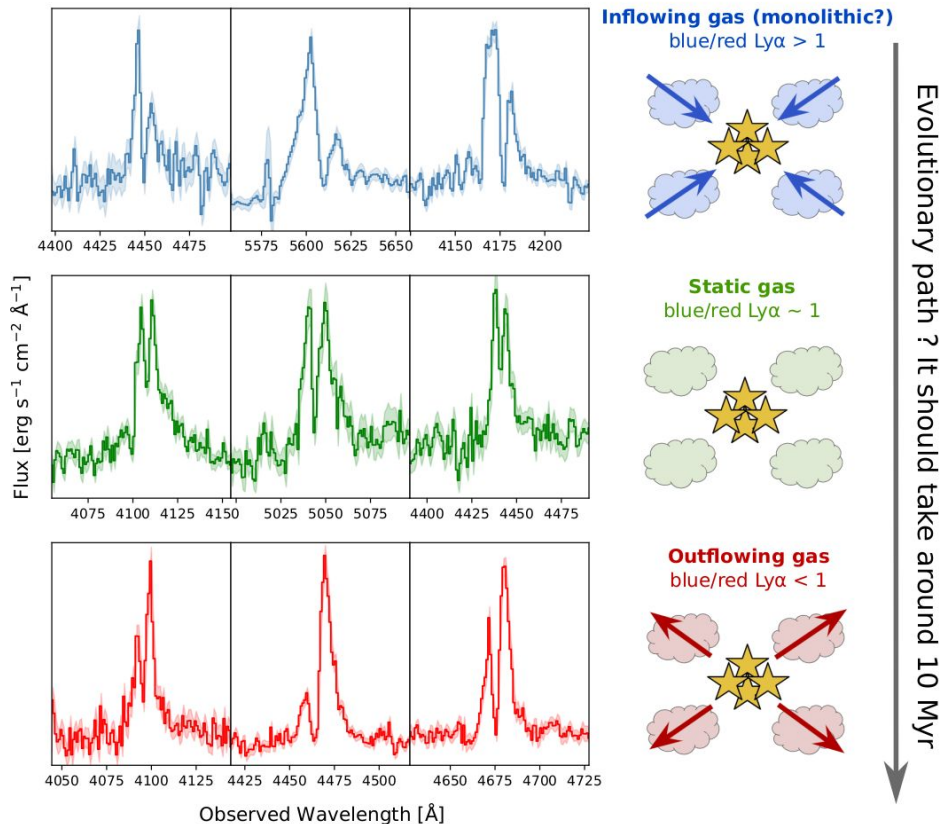 Inflowing gas (monolithic?)
blue/red Lyα > 1
4400 4425 4450 4475
5575 5600 5625 5650
4150 4175 4200
Static gas
blue/red Lyα ~ 1
Flux [erg s⁻¹ cm⁻² Å⁻¹]
4075 4100 4125 4150
5025 5050 5075
4400 4425 4450 4475
Outflowing gas
blue/red Lyα < 1
4050 4075 4100 4125
4425 4450 4475 4500
4650 4675 4700 4725
Observed Wavelength [Å]
Evolutionary path ? It should take around 10 Myr